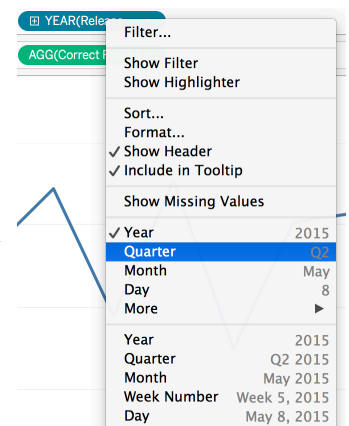 YEAR(Release
AGG(Correct
Filter...
Show Filter
Show Highlighter
Sort...
Format...
✓ Show Header
✓ Include in Tooltip
Show Missing Values
✓ Year 2015
Quarter Q2
Month May
Day 8
More ▶
Year 2015
Quarter Q2 2015
Month May 2015
Week Number Week 5, 2015
Day May 8, 2015